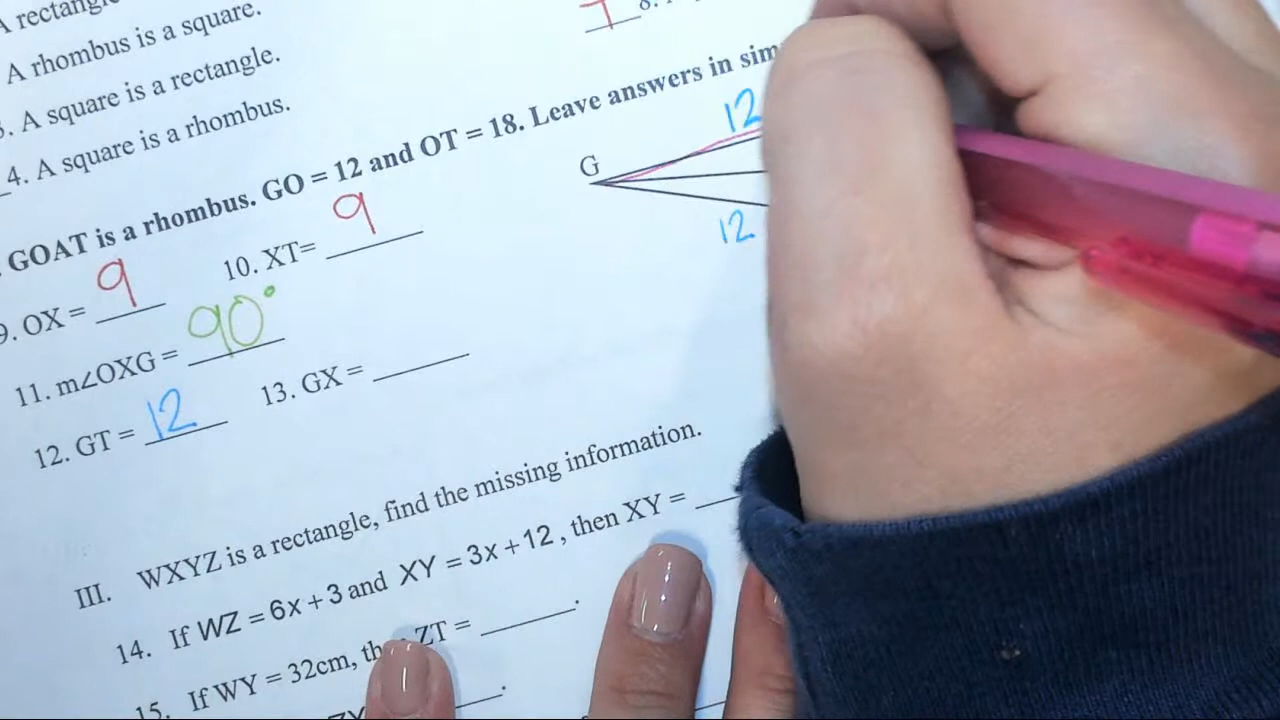 A rectangle
A rhombus is a square.
3. A square is a rectangle.
4. A square is a rhombus.
8.
GOAT is a rhombus. GO = 12 and OT = 18. Leave answers in
9. OX = 9
10. XT= 9
11. m∠OXG = 90°
12. GT = 12
13. GX =
G
12
12
III. WXYZ is a rectangle, find the missing information.
14. If WZ = 6x + 3 and XY = 3x + 12, then XY =
15. If WY = 32cm, ZT =